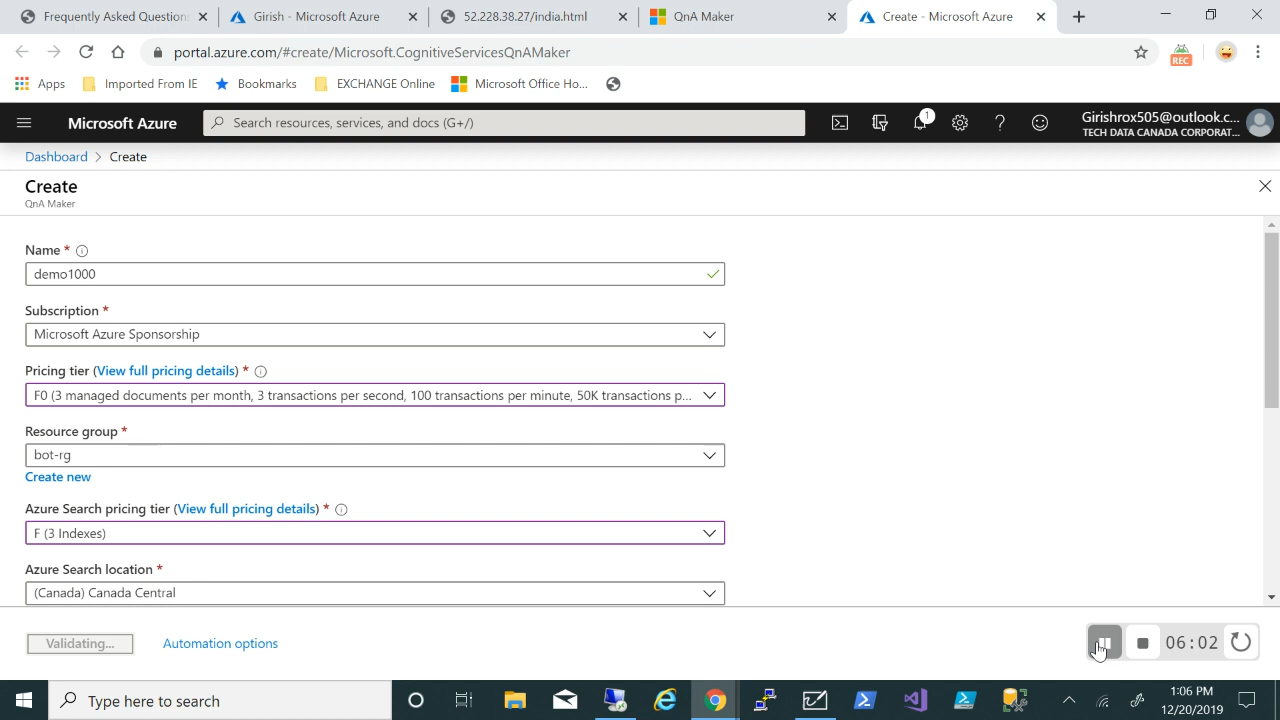 Frequently Asked Question
Girish - Microsoft Azure
52.228.38.27/india.html
QnA Maker
Create - Microsoft Azure
portal.azure.com/#create/Microsoft.CognitiveServicesQnAMaker
REC
Apps
Imported From IE
Bookmarks
EXCHANGE Online
Microsoft Office Ho...
Microsoft Azure
Search resources, services, and docs (G+/)
1
Girishrox505@outlook.c...
TECH DATA CANADA CORPORAT...
Dashboard > Create
Create
QnA Maker
Name *
demo1000
Subscription *
Microsoft Azure Sponsorship
Pricing tier (View full pricing details) *
F0 (3 managed documents per month, 3 transactions per second, 100 transactions per minute, 50K transactions p...
Resource group *
bot-rg
Create new
Azure Search pricing tier (View full pricing details) *
F (3 Indexes)
Azure Search location *
(Canada) Canada Central
Validating...
Automation options
06:02
Type here to search
1:06 PM
12/20/2019